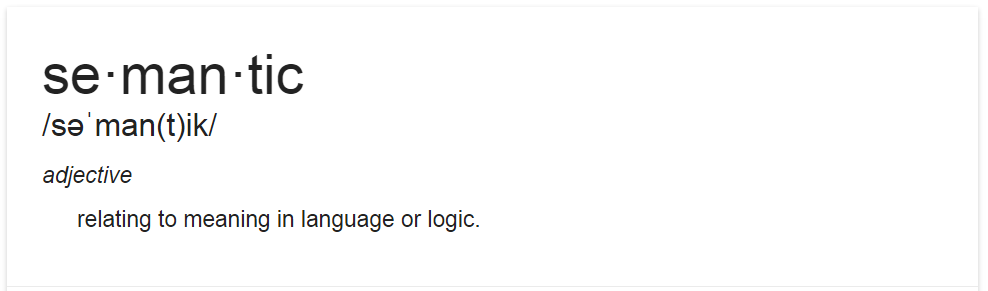 se·man·tic
/səˈman(t)ik/
adjective
relating to meaning in language or logic.